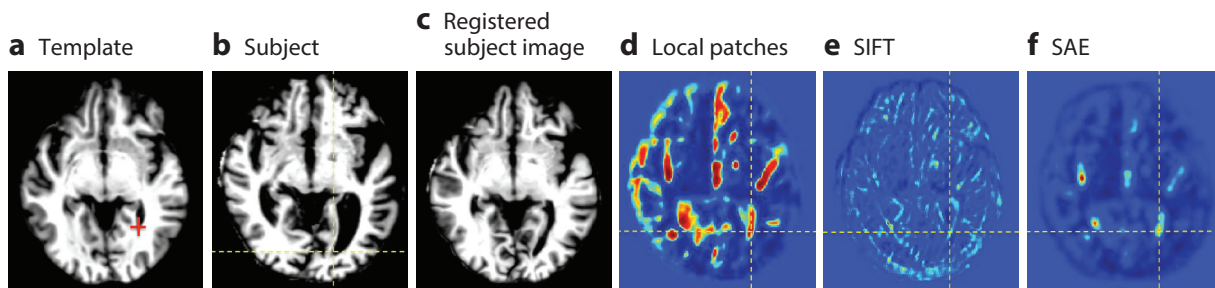 a Template
b Subject
c Registered
subject image
d Local patches
e SIFT
f SAE